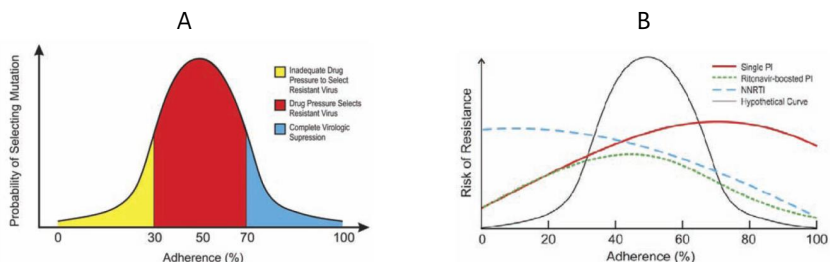 A
B
Probability of Selecting Mutation
Inadequate Drug
Pressure to Select
Resistant Virus
Drug Pressure Selects
Resistant Virus
Complete Virologic
Supression
0
30
50
70
100
Adherence (%)
Risk of Resistance
Single PI
Ritonavir-boosted PI
NNRTI
Hypothetical Curve
0
20
40
60
80
100
Adherence (%)